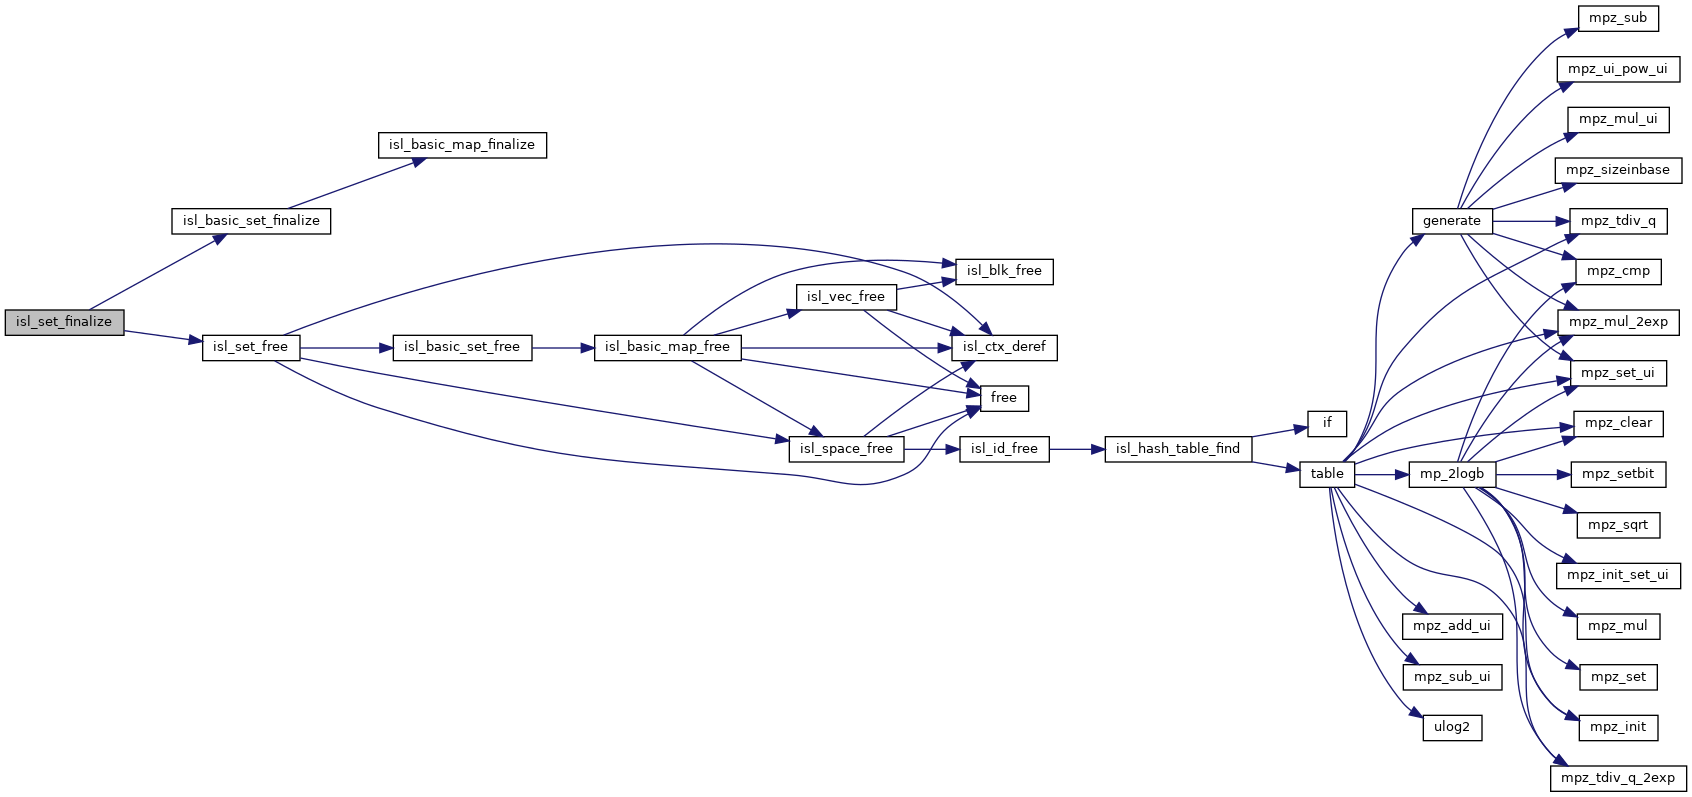 isl_set_finalize
isl_basic_set_finalize
isl_basic_map_finalize
isl_set_free
isl_basic_set_free
isl_basic_map_free
isl_vec_free
isl_space_free
isl_blk_free
isl_ctx_deref
free
isl_id_free
isl_hash_table_find
if
table
generate
mp_2logb
mpz_add_ui
mpz_sub_ui
ulog2
mpz_sub
mpz_ui_pow_ui
mpz_mul_ui
mpz_sizeinbase
mpz_tdiv_q
mpz_cmp
mpz_mul_2exp
mpz_set_ui
mpz_clear
mpz_setbit
mpz_sqrt
mpz_init_set_ui
mpz_mul
mpz_set
mpz_init
mpz_tdiv_q_2exp